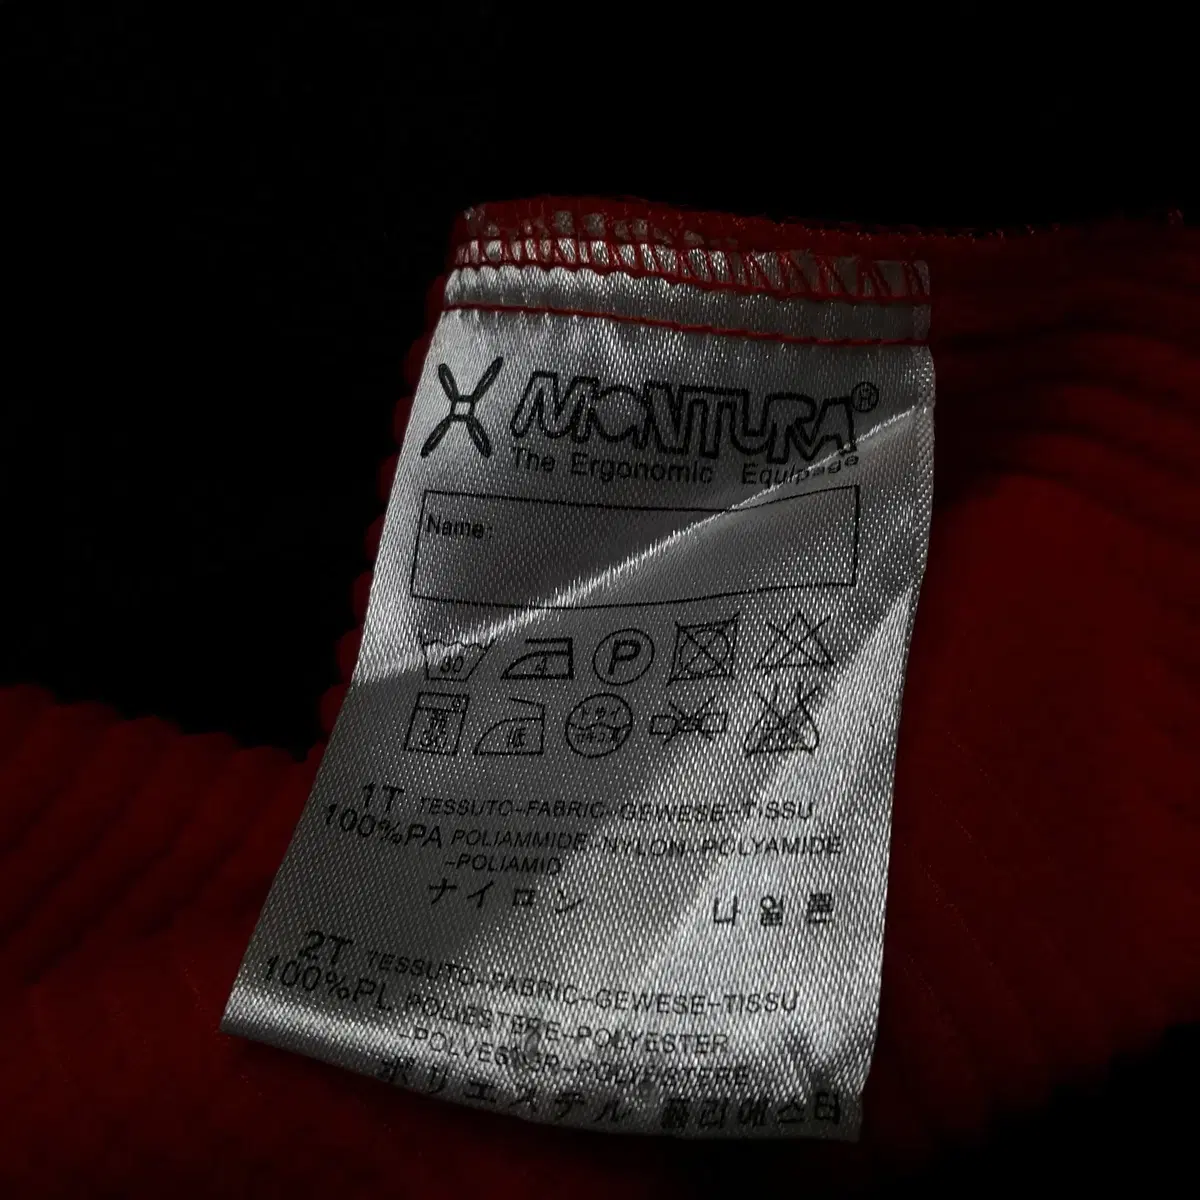 MONTURA®
The Ergonomic Equipage
Name:
30
P
1T TESSUTO-FABRIC-GEWESE-TISSU
100%PA POLIAMMIDE-NYLON-POLYAMIDE
-POLIAMID
ナイロン 나일론
2T TESSUTO-FABRIC-GEWESE-TISSU
100%PL POLIESTERE-POLYESTER
ポリエステル 폴리에스터